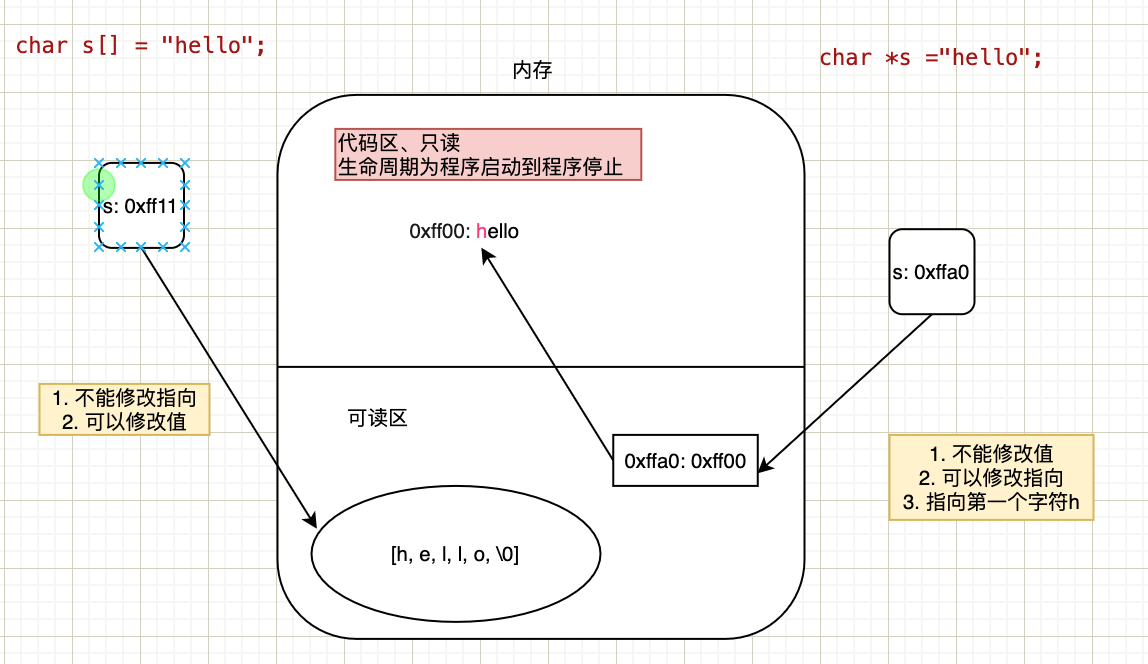 char s[] = "hello";
char *s ="hello";
内存
代码区、只读
生命周期为程序启动到程序停止
s: 0xff11
0xff00: hello
s: 0xffa0
1. 不能修改指向
2. 可以修改值
可读区
0xffa0: 0xff00
1. 不能修改值
2. 可以修改指向
3. 指向第一个字符h
[h, e, l, l, o, \0]